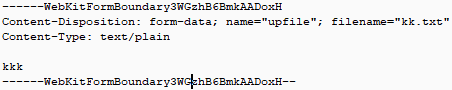 ------WebKitFormBoundary3WGzhB6BmkAADoxH
Content-Disposition: form-data; name="upfile"; filename="kk.txt"
Content-Type: text/plain

kkk
------WebKitFormBoundary3WGzhB6BmkAADoxH--